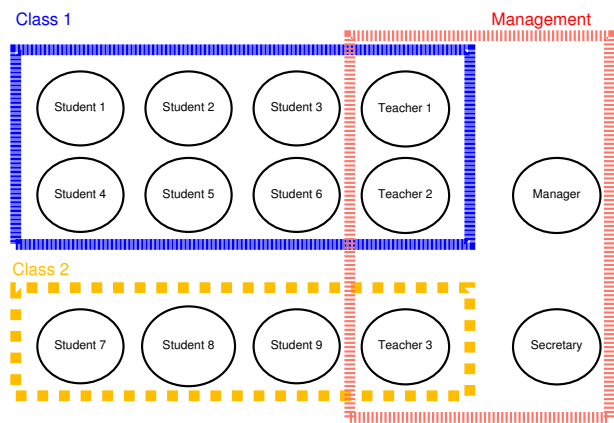 Class 1
Management
Student 1
Student 2
Student 3
Teacher 1
Student 4
Student 5
Student 6
Teacher 2
Manager
Class 2
Student 7
Student 8
Student 9
Teacher 3
Secretary